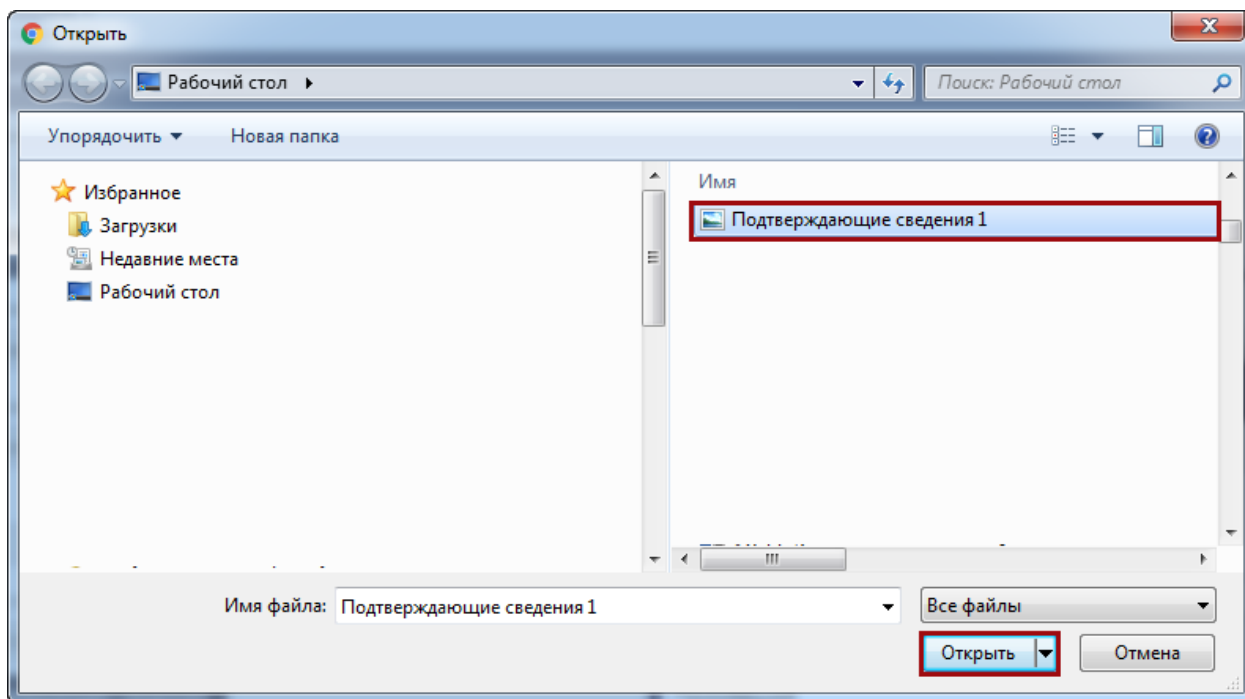 Открыть
Рабочий стол
Поиск: Рабочий стол
Упорядочить
Новая папка
Избранное
Загрузки
Недавние места
Рабочий стол
Имя
Подтверждающие сведения 1
Имя файла: Подтверждающие сведения 1
Все файлы
Открыть
Отмена